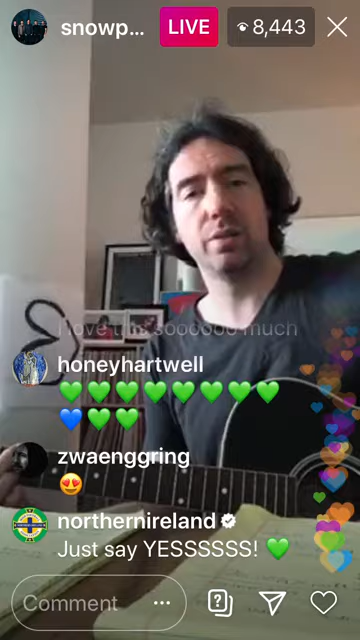 snowp...
LIVE
8,443
I love this soooooo much
honeyhartwell
💚💚💚💚💚💚💚💚
💙💚💚
zwaenggring
😍
northernireland
Just say YESSSSSS! 💚
Comment